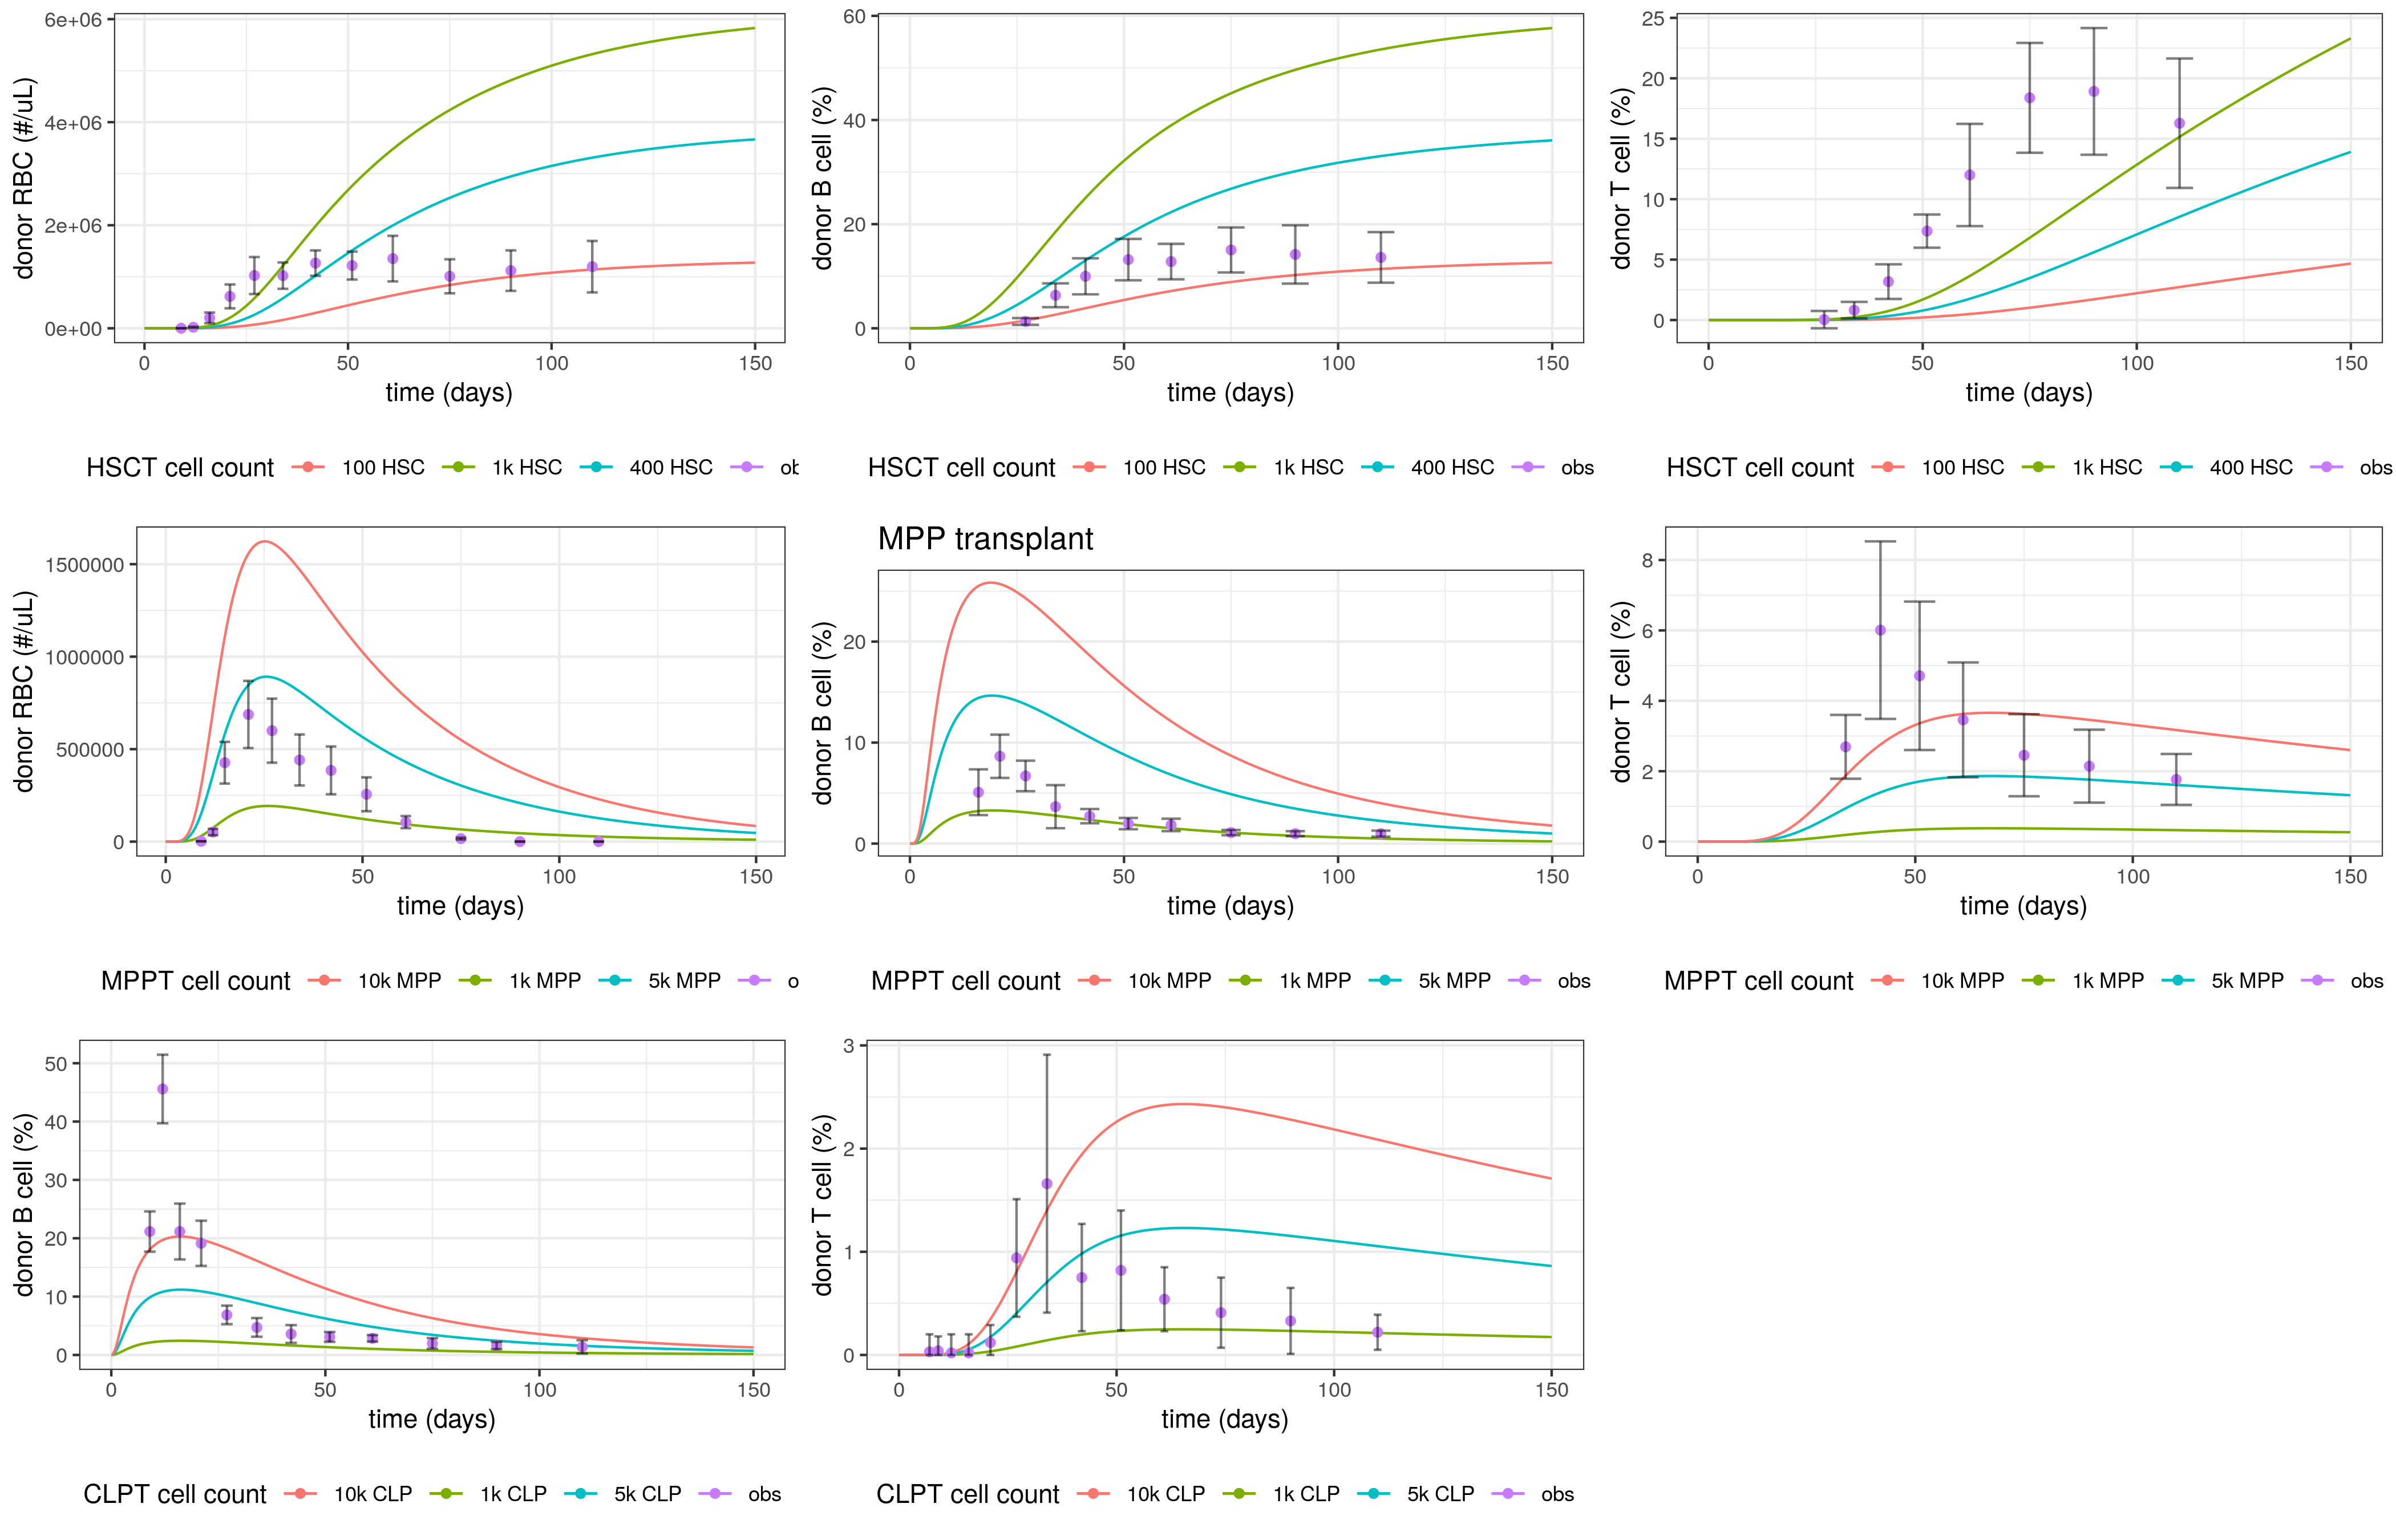 donor RBC (#/uL)
6e+06
4e+06
2e+06
0e+00
0 50 100 150
time (days)
HSCT cell count 100 HSC 1k HSC 400 HSC ob
donor B cell (%)
60
40
20
0
0 50 100 150
time (days)
HSCT cell count 100 HSC 1k HSC 400 HSC obs
donor T cell (%)
25
20
15
10
5
0
0 50 100 150
time (days)
HSCT cell count 100 HSC 1k HSC 400 HSC obs
donor RBC (#/uL)
1500000
1000000
500000
0
0 50 100 150
time (days)
MPPT cell count 10k MPP 1k MPP 5k MPP o
MPP transplant
donor B cell (%)
20
10
0
0 50 100 150
time (days)
MPPT cell count 10k MPP 1k MPP 5k MPP obs
donor T cell (%)
8
6
4
2
0
0 50 100 150
time (days)
MPPT cell count 10k MPP 1k MPP 5k MPP obs
donor B cell (%)
50
40
30
20
10
0
0 50 100 150
time (days)
CLPT cell count 10k CLP 1k CLP 5k CLP obs
donor T cell (%)
3
2
1
0
0 50 100 150
time (days)
CLPT cell count 10k CLP 1k CLP 5k CLP obs